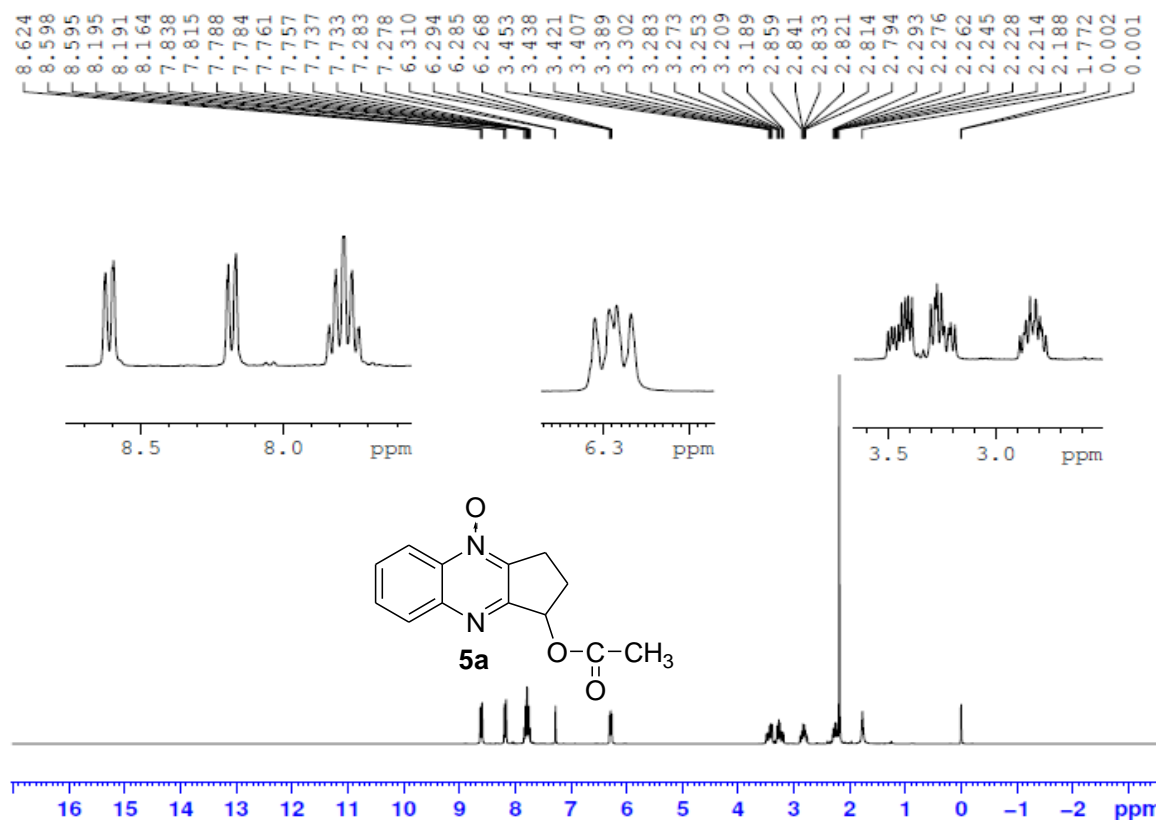 8.624 8.598 8.595 8.195 8.191 8.164 7.838 7.815 7.788 7.784 7.761 7.757 7.737 7.733 7.283 7.278 6.310 6.294 6.285 6.268 3.453 3.438 3.421 3.407 3.389 3.302 3.283 3.273 3.253 3.209 3.189 2.859 2.841 2.833 2.821 2.814 2.794 2.293 2.276 2.262 2.245 2.228 2.214 2.188 1.772 0.002 0.001
8.5 8.0 ppm
6.3 ppm
3.5 3.0 ppm
O
N
N
O C CH3
O
5a
16 15 14 13 12 11 10 9 8 7 6 5 4 3 2 1 0 −1 −2 ppm